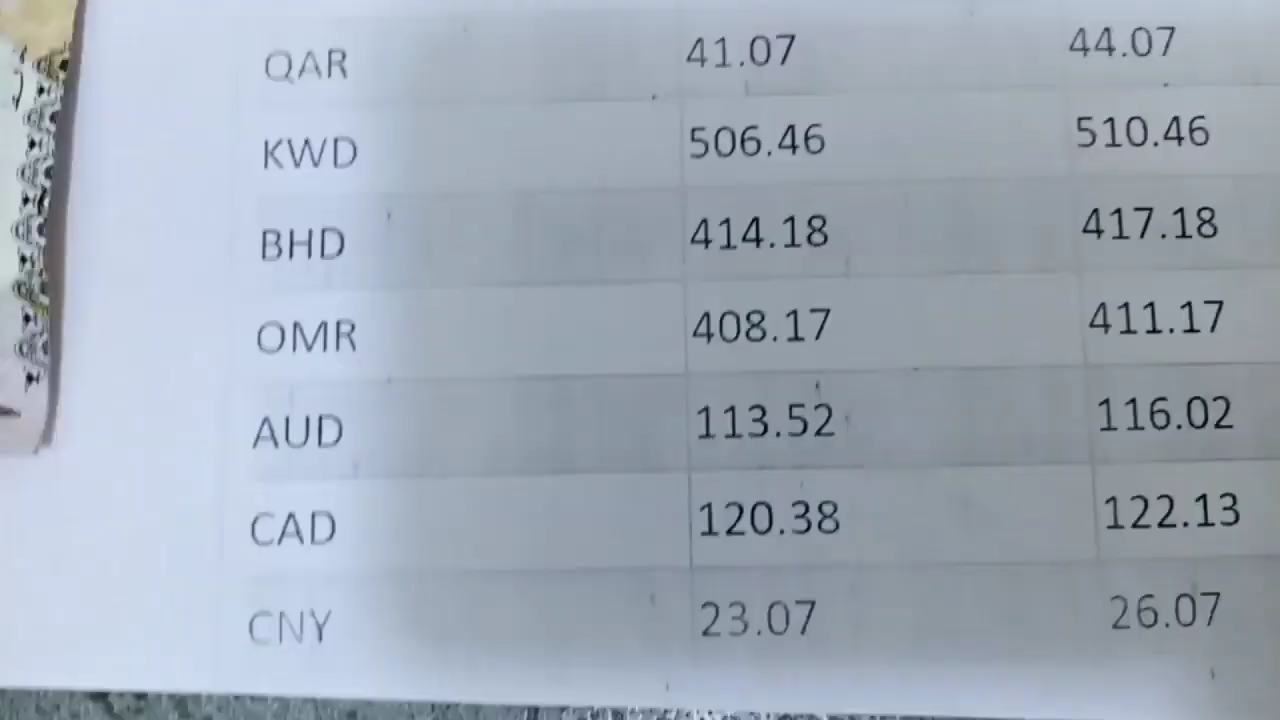 QAR 41.07 44.07
KWD 506.46 510.46
BHD 414.18 417.18
OMR 408.17 411.17
AUD 113.52 116.02
CAD 120.38 122.13
CNY 23.07 26.07